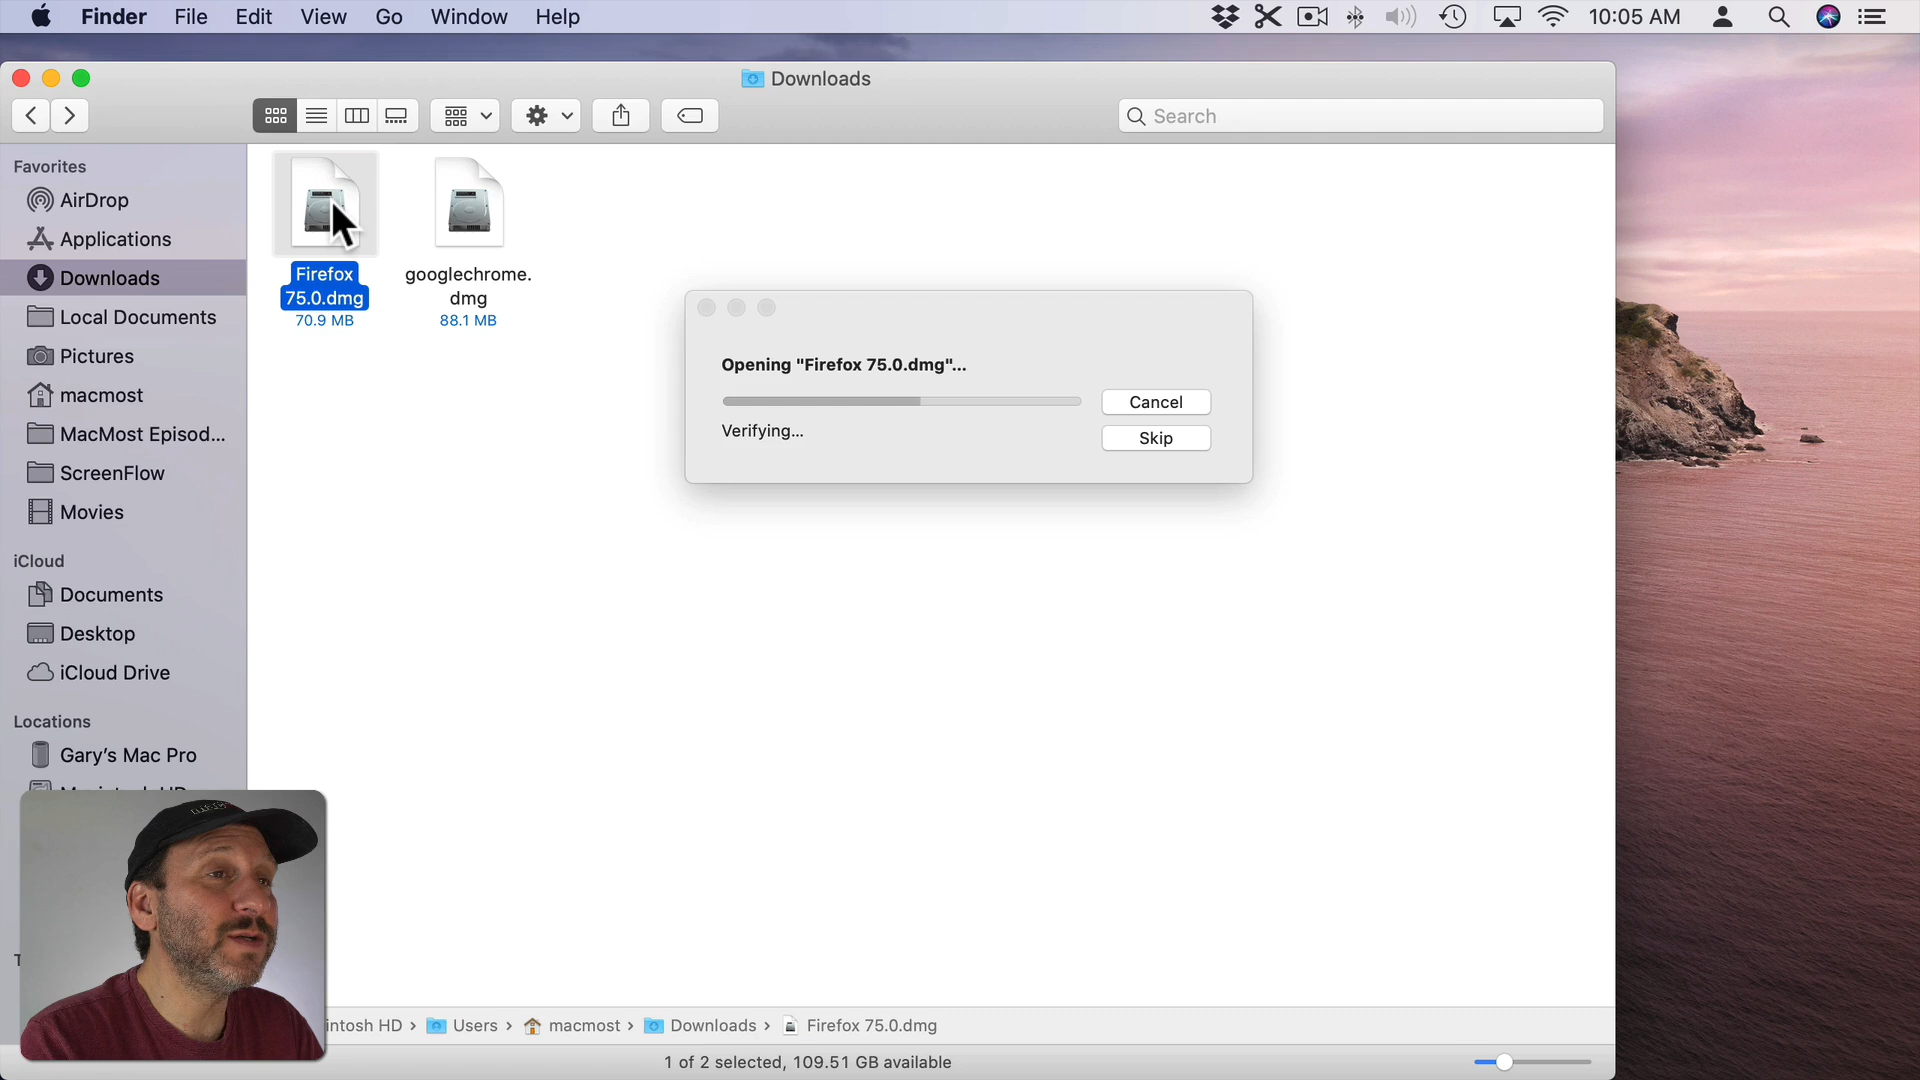 Finder File Edit View Go Window Help 10:05 AM
Downloads
Search
Favorites
AirDrop
Applications
Downloads
Local Documents
Pictures
macmost
MacMost Episod...
ScreenFlow
Movies
iCloud
Documents
Desktop
iCloud Drive
Locations
Gary's Mac Pro
Firefox
75.0.dmg
70.9 MB
googlechrome.
dmg
88.1 MB
Opening "Firefox 75.0.dmg"...
Cancel
Verifying...
Skip
intosh HD › Users › macmost › Downloads › Firefox 75.0.dmg
1 of 2 selected, 109.51 GB available